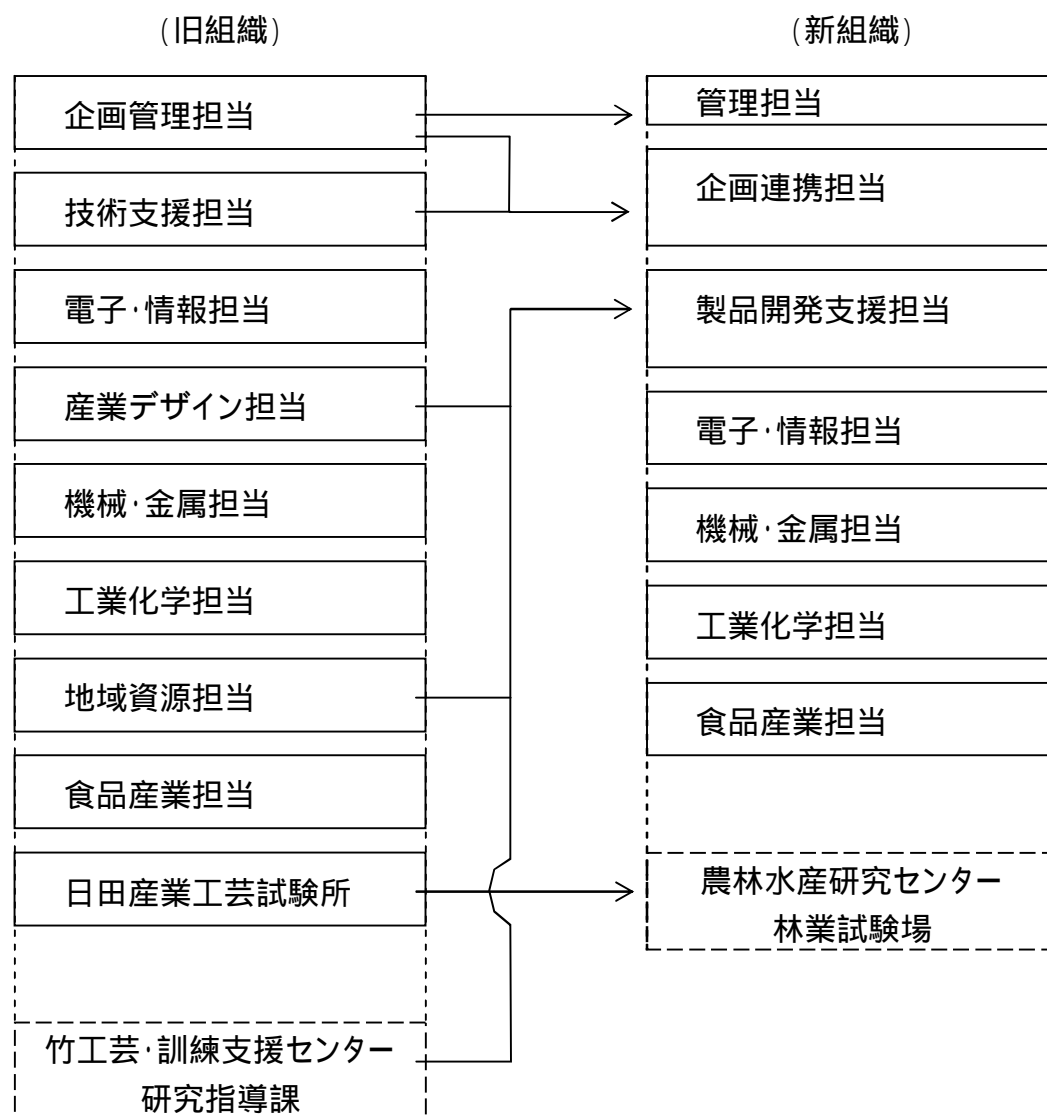 (旧組織)
企画管理担当
技術支援担当
電子・情報担当
産業デザイン担当
機械・金属担当
工業化学担当
地域資源担当
食品産業担当
日田産業工芸試験所
竹工芸・訓練支援センター
研究指導課
(新組織)
管理担当
企画連携担当
製品開発支援担当
電子・情報担当
機械・金属担当
工業化学担当
食品産業担当
農林水産研究センター
林業試験場